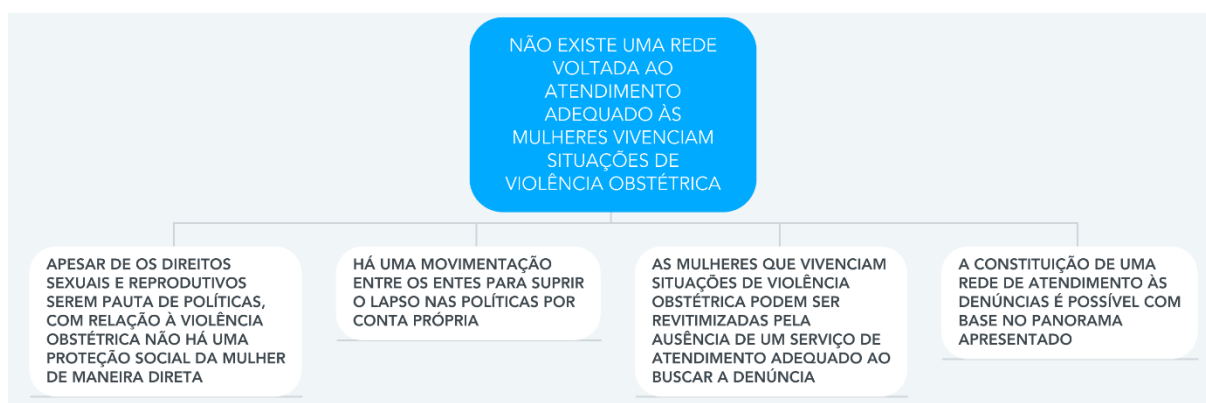 NÃO EXISTE UMA REDE
VOLTADA AO
ATENDIMENTO
ADEQUADO ÀS
MULHERES VIVENCIAM
SITUAÇÕES DE
VIOLÊNCIA OBSTÉTRICA
APESAR DE OS DIREITOS
SEXUAIS E REPRODUTIVOS
SEREM PAUTA DE POLÍTICAS,
COM RELAÇÃO À VIOLÊNCIA
OBSTÉTRICA NÃO HÁ UMA
PROTEÇÃO SOCIAL DA MULHER
DE MANEIRA DIRETA
HÁ UMA MOVIMENTAÇÃO
ENTRE OS ENTES PARA SUPRIR
O LAPSO NAS POLÍTICAS POR
CONTA PRÓPRIA
AS MULHERES QUE VIVENCIAM
SITUAÇÕES DE VIOLÊNCIA
OBSTÉTRICA PODEM SER
REVITIMIZADAS PELA
AUSÊNCIA DE UM SERVIÇO DE
ATENDIMENTO ADEQUADO AO
BUSCAR A DENÚNCIA
A CONSTITUIÇÃO DE UMA
REDE DE ATENDIMENTO ÀS
DENÚNCIAS É POSSÍVEL COM
BASE NO PANORAMA
APRESENTADO